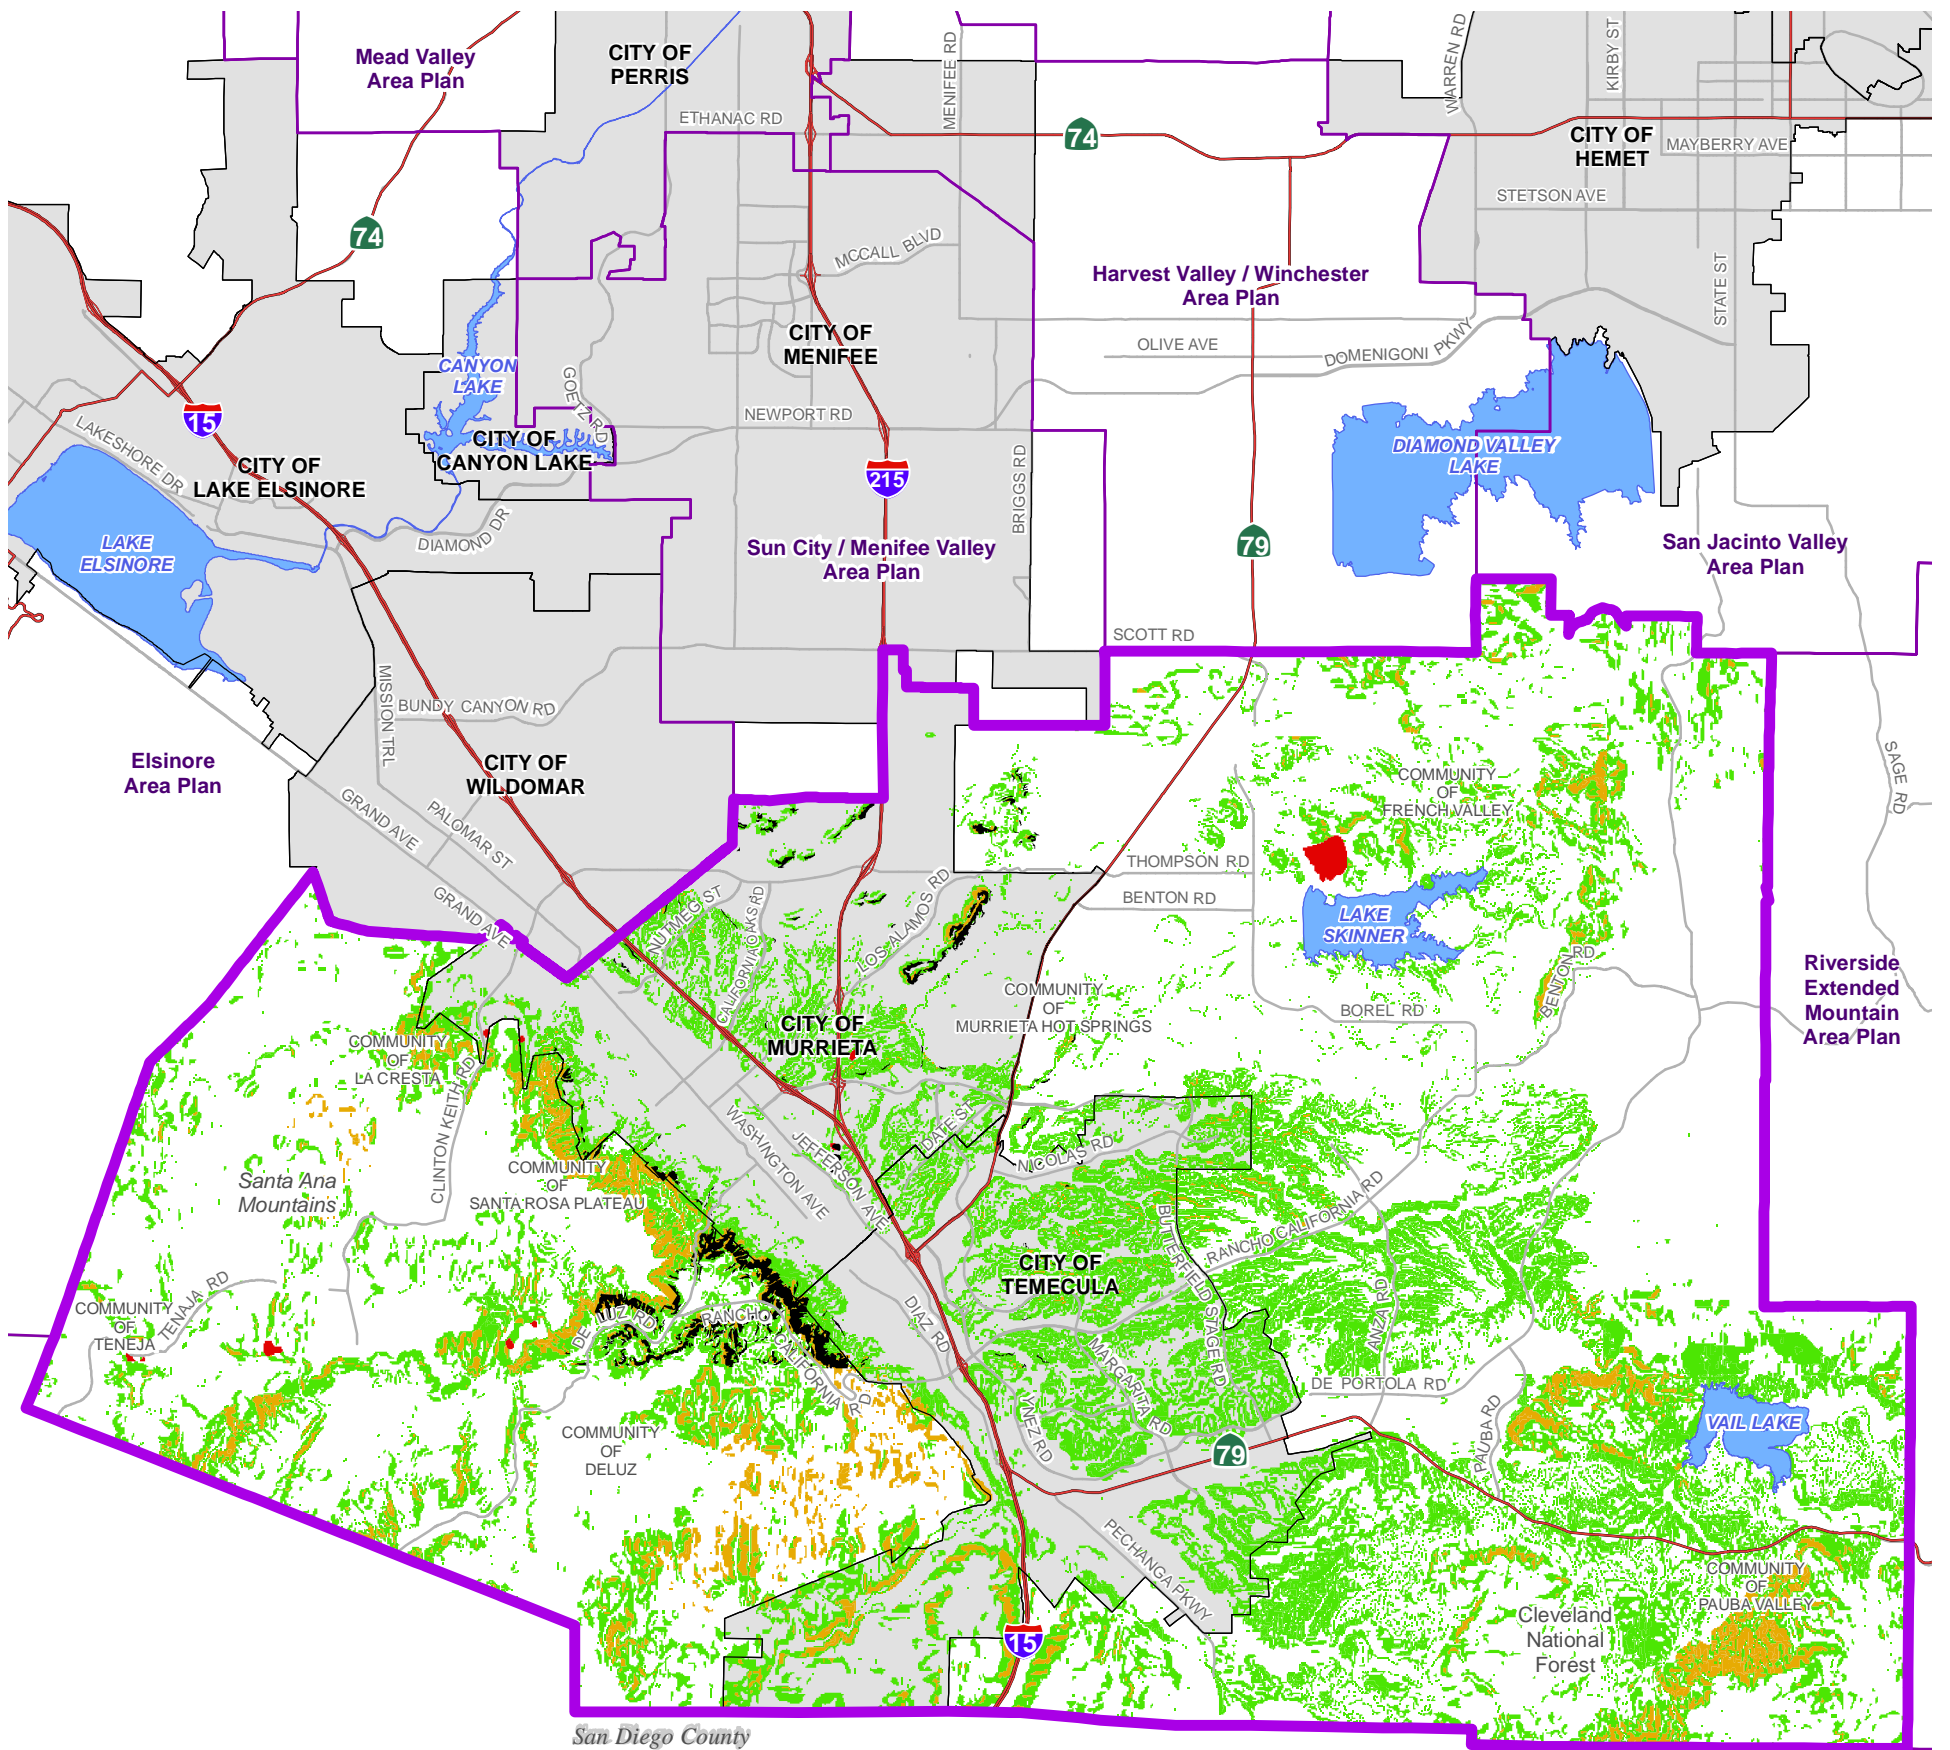 Mead Valley
Area Plan
CITY OF
PERRIS
MENIFEE RD
WARREN RD
KIRBY ST
ETHANAC RD
74
CITY OF
HEMET
MAYBERRY AVE
STETSON AVE
74
MCCALL BLVD
Harvest Valley / Winchester
Area Plan
STATE ST
CITY OF
MENIFEE
OLIVE AVE
DOMENIGONI PKWY
CANYON
LAKE
GOETZ RD
15
NEWPORT RD
LAKESHORE DR
CITY OF
CANYON LAKE
DIAMOND VALLEY
LAKE
CITY OF
LAKE ELSINORE
215
BRIGGS RD
DIAMOND DR
79
LAKE
ELSINORE
Sun City / Menifee Valley
Area Plan
San Jacinto Valley
Area Plan
SCOTT RD
MISSION TRL
BUNDY CANYON RD
SAGE RD
Elsinore
Area Plan
CITY OF
WILDOMAR
COMMUNITY
OF
FRENCH VALLEY
GRAND AVE
PALOMAR ST
THOMPSON RD
BENTON RD
GRAND AVE
NUTMEG ST
CALIFORNIA OAKS RD
LOS ALAMOS RD
LAKE
SKINNER
BENTON RD
Riverside
Extended
Mountain
Area Plan
COMMUNITY
OF
MURRIETA HOT SPRINGS
BOREL RD
CITY OF
MURRIETA
COMMUNITY
OF
LA CRESTA
CLINTON KEITH RD
WASHINGTON AVE
JEFFERSON AVE
DATE ST
NICOLAS RD
Santa Ana
Mountains
COMMUNITY
OF
SANTA ROSA PLATEAU
BUTTERFIELD STAGE RD
RANCHO CALIFORNIA RD
CITY OF
TEMECULA
COMMUNITY
OF
TENEJA
TENAJA RD
DE LUZ RD
RANCHO CALIFORNIA RD
DIAZ RD
ANZA RD
MARGARITA RD
DE PORTOLA RD
YNEZ RD
PAUBA RD
VAIL LAKE
79
COMMUNITY
OF
DELUZ
PECHANGA PKWY
COMMUNITY
OF
PAUBA VALLEY
Cleveland
National
Forest
15
San Diego County